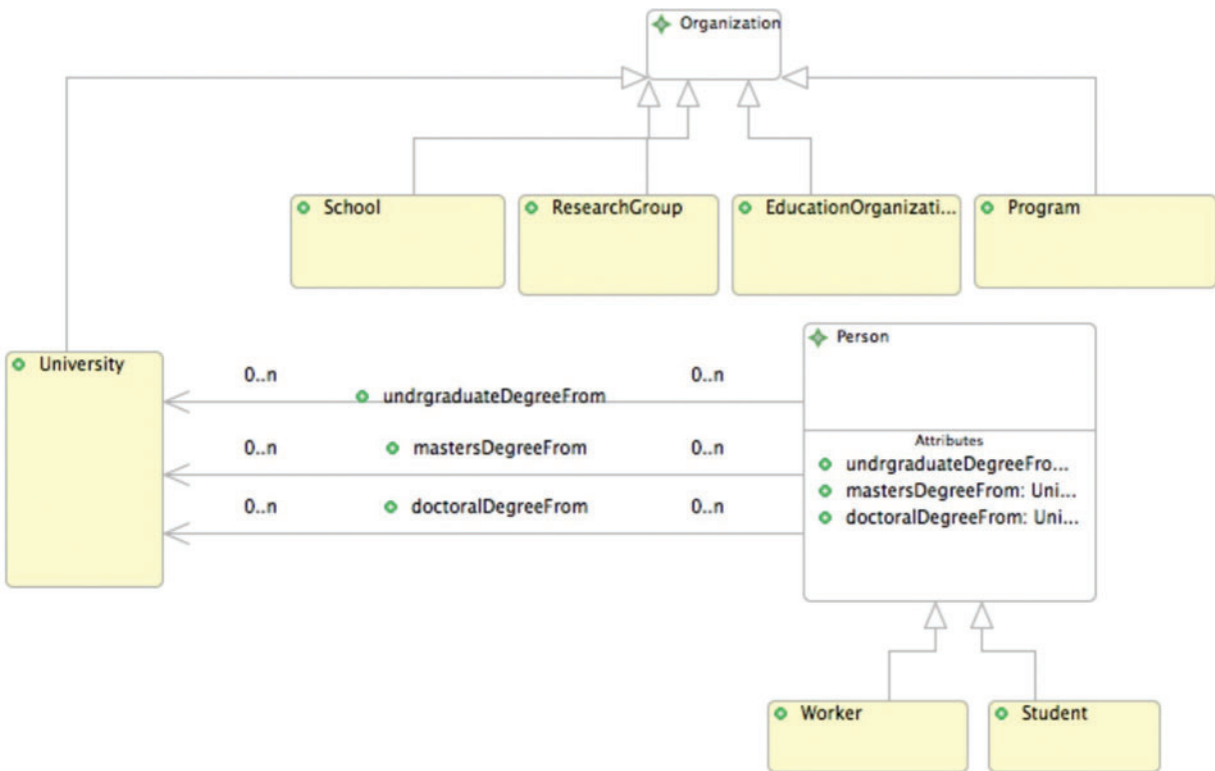 Organization
School
ResearchGroup
EducationOrganizati...
Program
University
Person
0..n
undrgraduateDegreeFrom
0..n
0..n
mastersDegreeFrom
0..n
0..n
doctoralDegreeFrom
0..n
Attributes
undrgraduateDegreeFro...
mastersDegreeFrom: Uni...
doctoralDegreeFrom: Uni...
Worker
Student